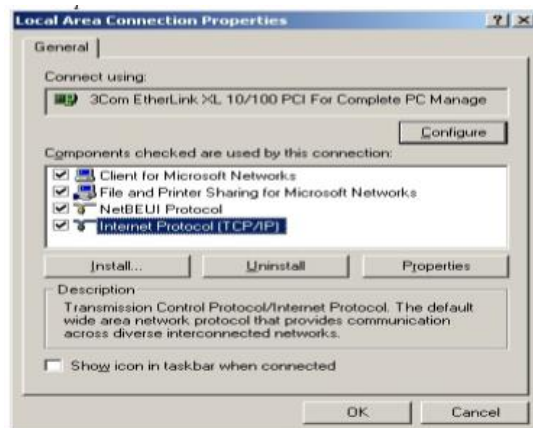 Local Area Connection Properties
General
Connect using:
3Com EtherLink XL 10/100 PCI For Complete PC Manage
Configure
Components checked are used by this connection:
Client for Microsoft Networks
File and Printer Sharing for Microsoft Networks
NetBEUI Protocol
Internet Protocol (TCP/IP)
Install... Uninstall Properties
Description
Transmission Control Protocol/Internet Protocol. The default
wide area network protocol that provides communication
across diverse interconnected networks.
Show icon in taskbar when connected
OK Cancel